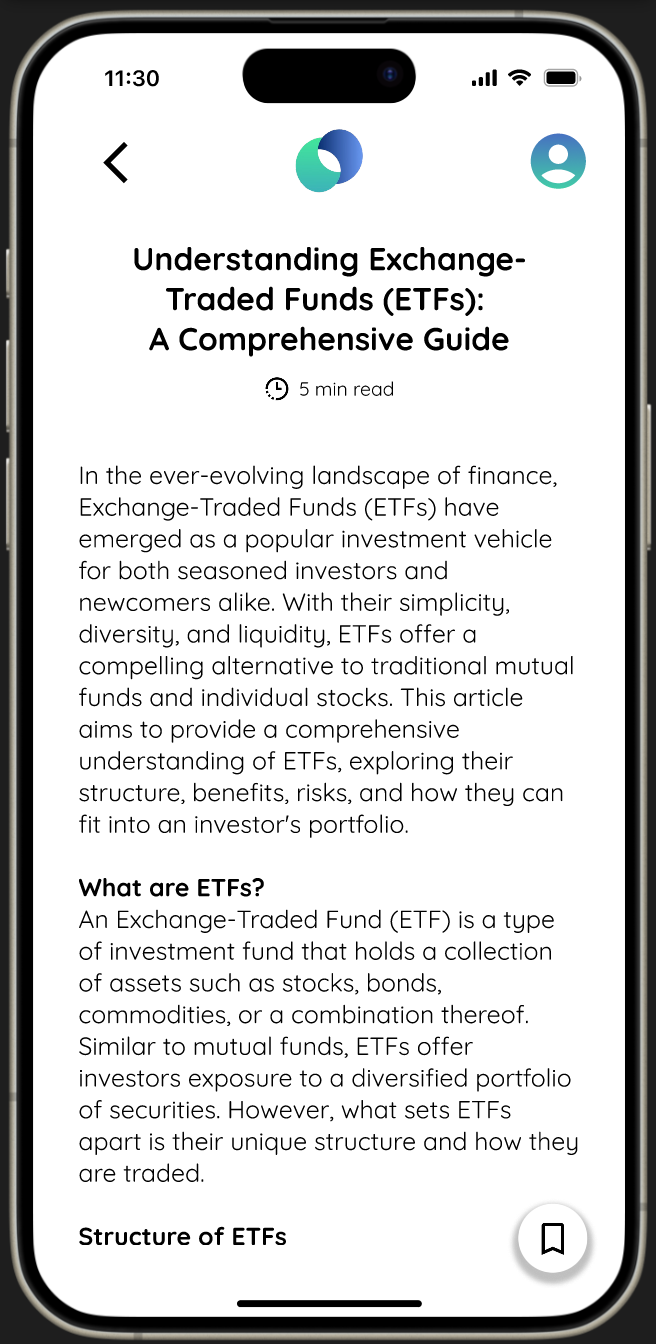 11:30
Understanding Exchange-
Traded Funds (ETFs):
A Comprehensive Guide
5 min read
In the ever-evolving landscape of finance,
Exchange-Traded Funds (ETFs) have
emerged as a popular investment vehicle
for both seasoned investors and
newcomers alike. With their simplicity,
diversity, and liquidity, ETFs offer a
compelling alternative to traditional mutual
funds and individual stocks. This article
aims to provide a comprehensive
understanding of ETFs, exploring their
structure, benefits, risks, and how they can
fit into an investor's portfolio.
What are ETFs?
An Exchange-Traded Fund (ETF) is a type
of investment fund that holds a collection
of assets such as stocks, bonds,
commodities, or a combination thereof.
Similar to mutual funds, ETFs offer
investors exposure to a diversified portfolio
of securities. However, what sets ETFs
apart is their unique structure and how they
are traded.
Structure of ETFs